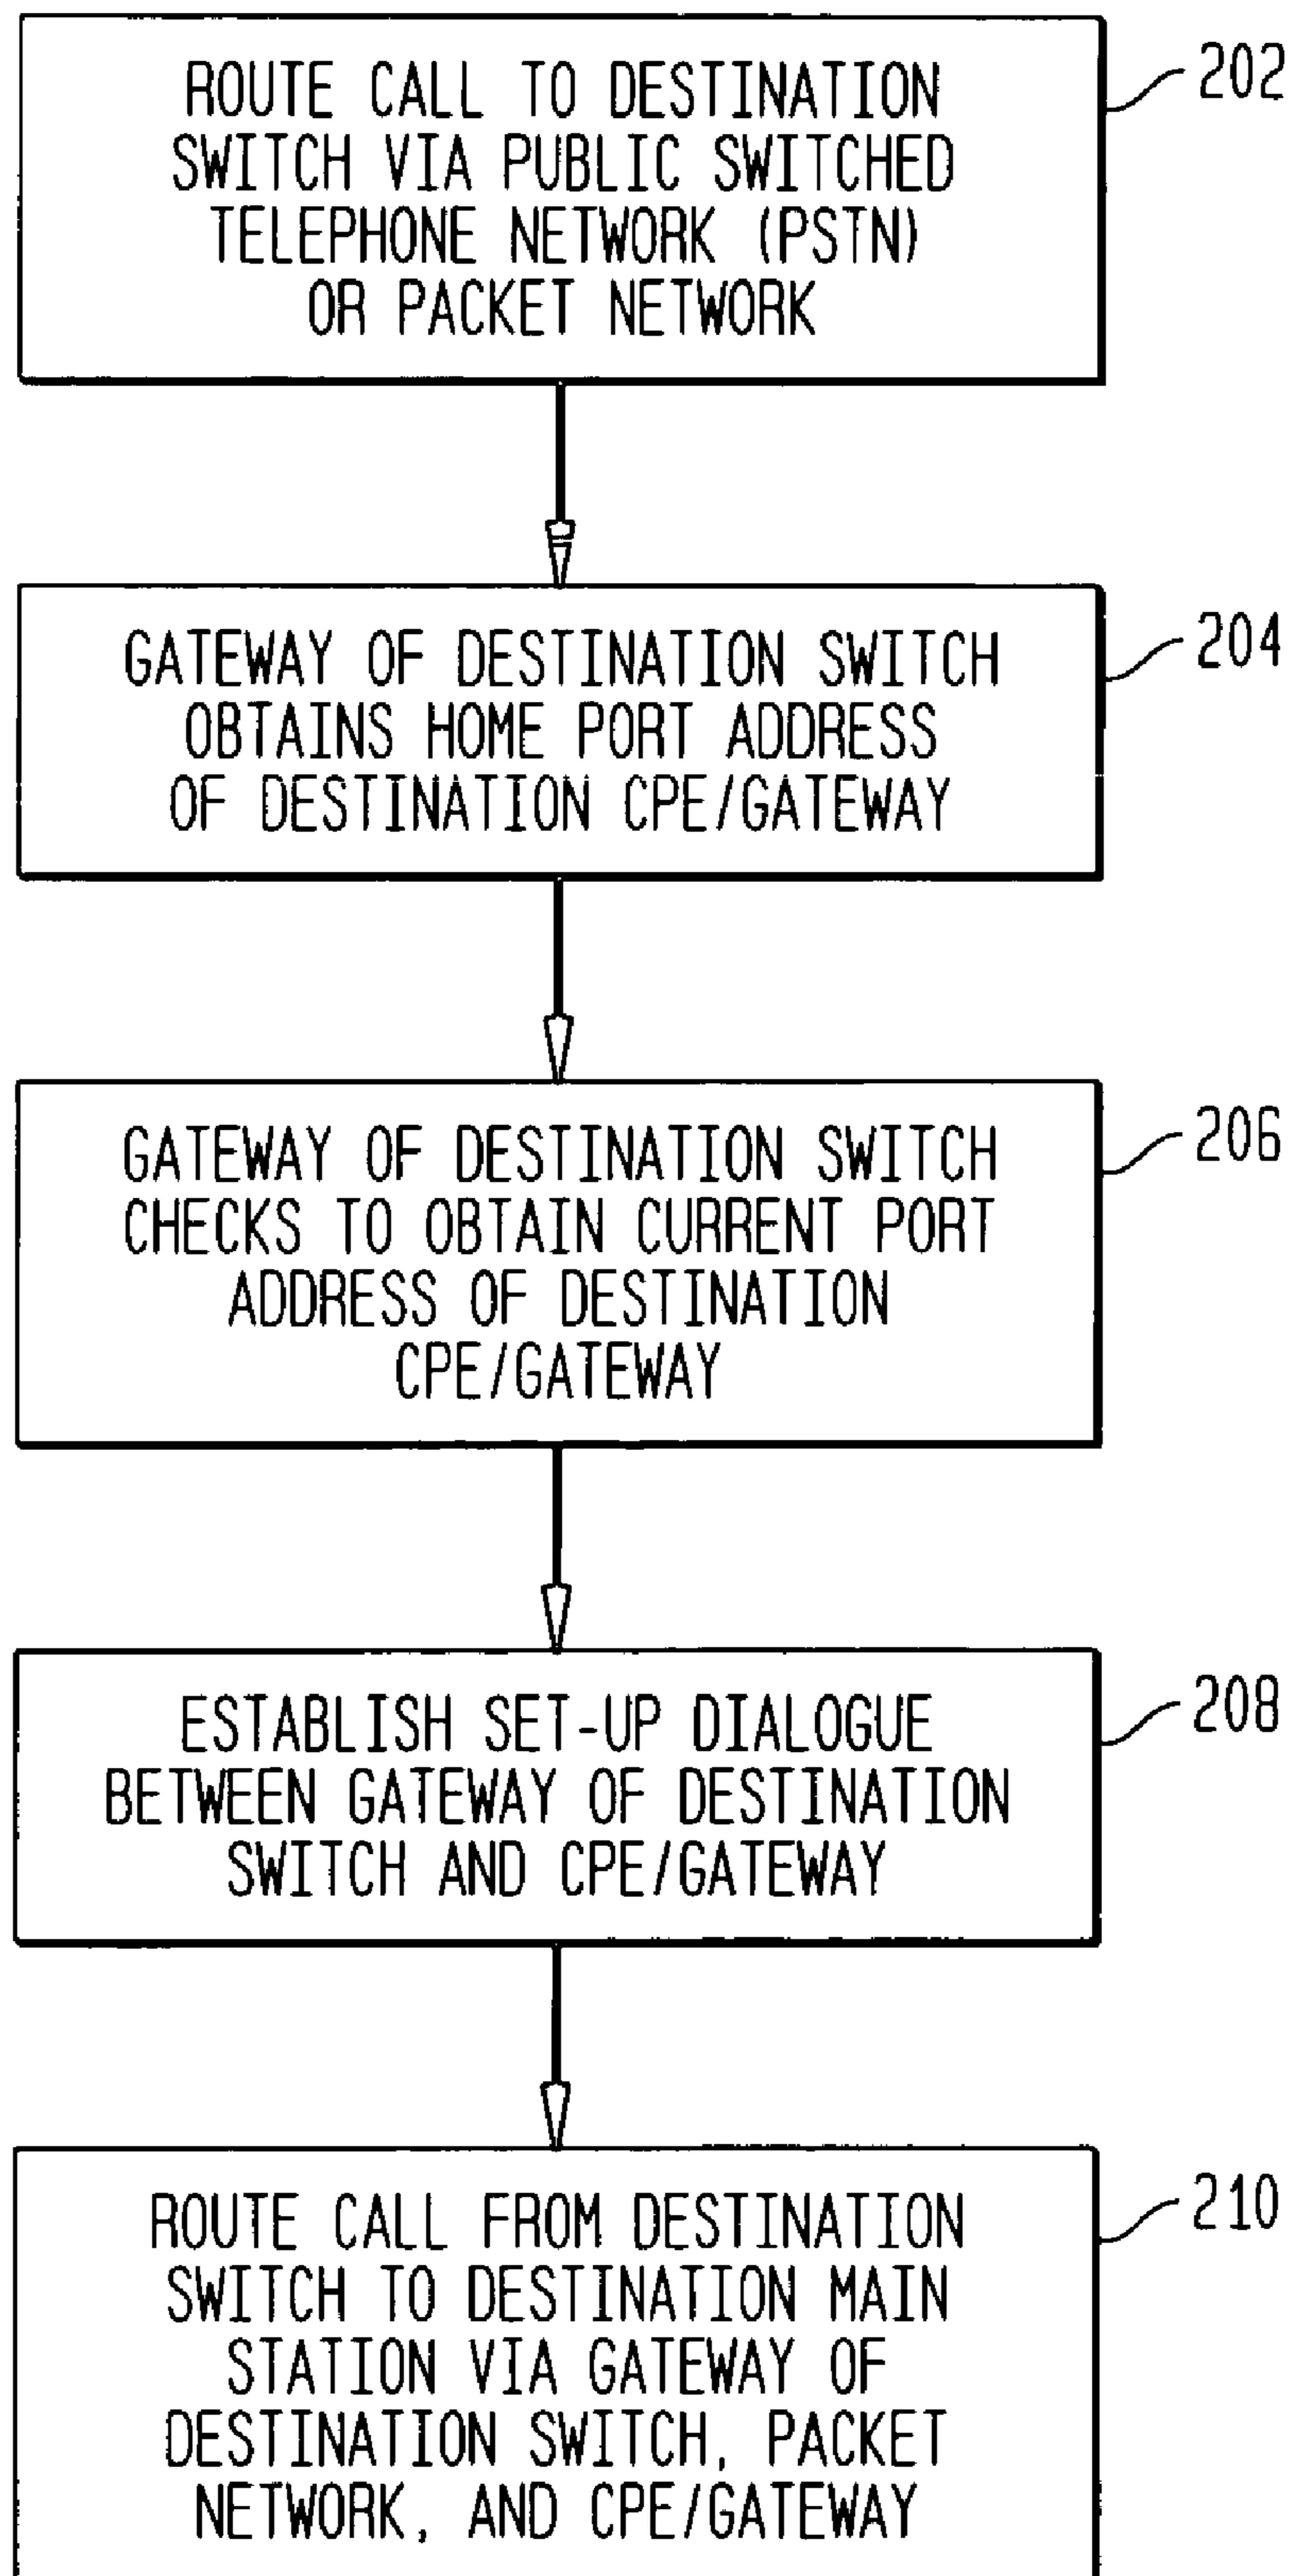 ROUTE CALL TO DESTINATION
SWITCH VIA PUBLIC SWITCHED
TELEPHONE NETWORK (PSTN)
OR PACKET NETWORK
202
GATEWAY OF DESTINATION SWITCH
OBTAINS HOME PORT ADDRESS
OF DESTINATION CPE/GATEWAY
204
GATEWAY OF DESTINATION SWITCH
CHECKS TO OBTAIN CURRENT PORT
ADDRESS OF DESTINATION
CPE/GATEWAY
206
ESTABLISH SET-UP DIALOGUE
BETWEEN GATEWAY OF DESTINATION
SWITCH AND CPE/GATEWAY
208
ROUTE CALL FROM DESTINATION
SWITCH TO DESTINATION MAIN
STATION VIA GATEWAY OF
DESTINATION SWITCH, PACKET
NETWORK, AND CPE/GATEWAY
210